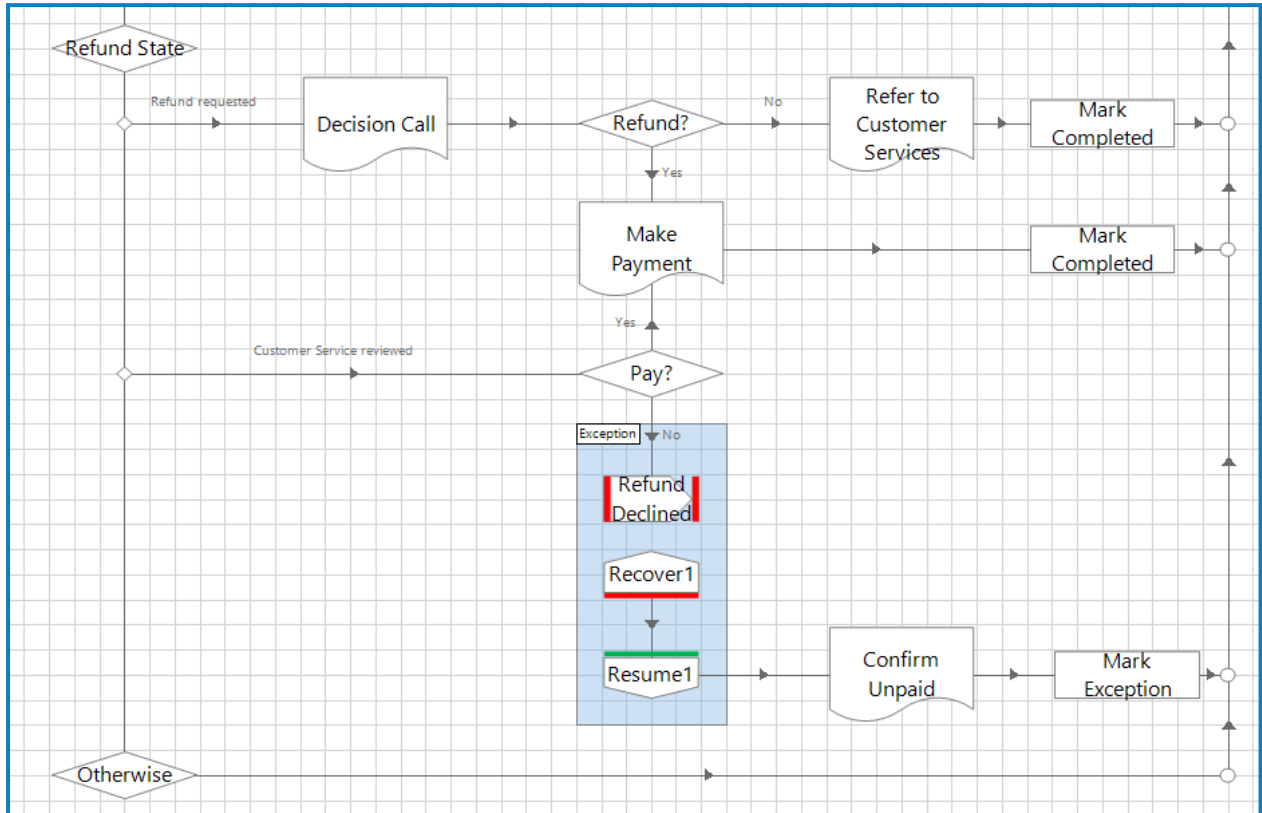 Refund State
Refund requested
Decision Call
Refund?
No
Refer to
Customer
Services
Mark
Completed
Yes
Make
Payment
Mark
Completed
Yes
Customer Service reviewed
Pay?
Exception
No
Refund
Declined
Recover1
Resume1
Confirm
Unpaid
Mark
Exception
Otherwise